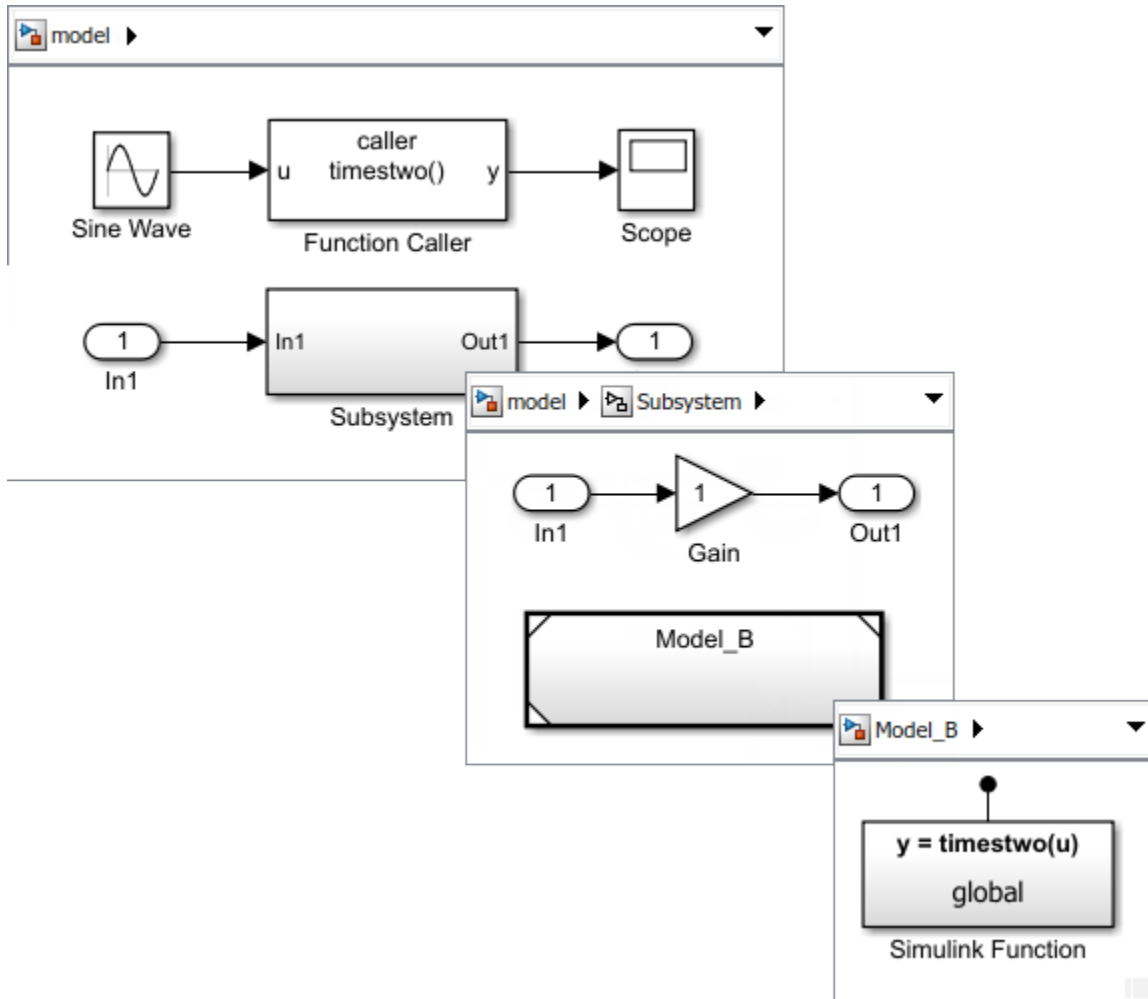 model
caller
u timestwo() y
Sine Wave
Function Caller
Scope
1
In1 Out1
1
In1
Subsystem
model Subsystem
1
1
1
In1
Gain
Out1
Model_B
Model_B
y = timestwo(u)
global
Simulink Function